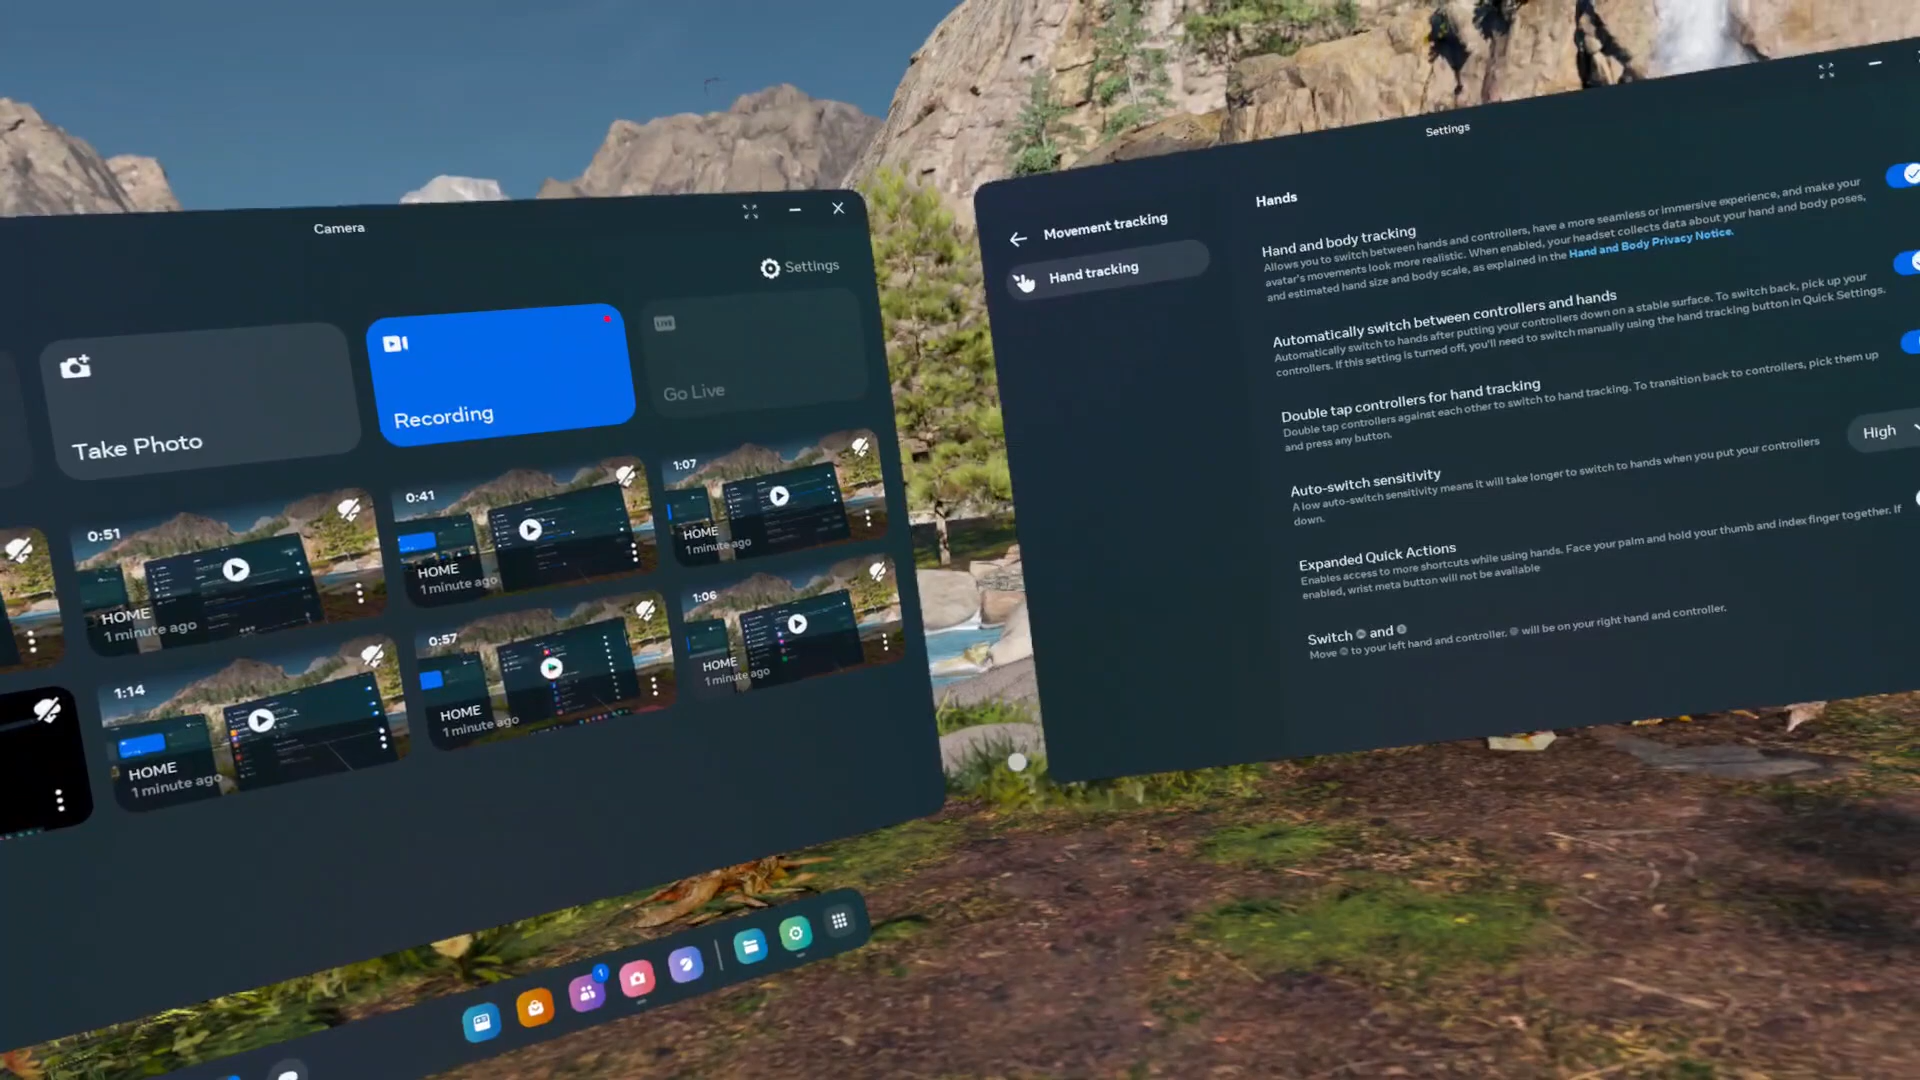 Camera
Settings
Take Photo
Recording
LIVE
Go Live
0:51
HOME
1 minute ago
0:41
HOME
1 minute ago
1:07
HOME
1 minute ago
1:14
HOME
1 minute ago
0:57
HOME
1 minute ago
1:06
HOME
1 minute ago
1
Settings
Movement tracking
Hand tracking
Hands
Hand and body tracking
Allows you to switch between hands and controllers, have a more seamless or immersive experience, and make your
avatar's movements look more realistic. When enabled, your headset collects data about your hand and body poses,
and estimated hand size and body scale, as explained in the Hand and Body Privacy Notice.
Automatically switch between controllers and hands
Automatically switch to hands after putting your controllers down on a stable surface. To switch back, pick up your
controllers. If this setting is turned off, you'll need to switch manually using the hand tracking button in Quick Settings.
Double tap controllers for hand tracking
Double tap controllers against each other to switch to hand tracking. To transition back to controllers, pick them up
and press any button.
Auto-switch sensitivity
High
A low auto-switch sensitivity means it will take longer to switch to hands when you put your controllers
down.
Expanded Quick Actions
Enables access to more shortcuts while using hands. Face your palm and hold your thumb and index finger together. If
enabled, wrist meta button will not be available
Switch and
Move to your left hand and controller. will be on your right hand and controller.